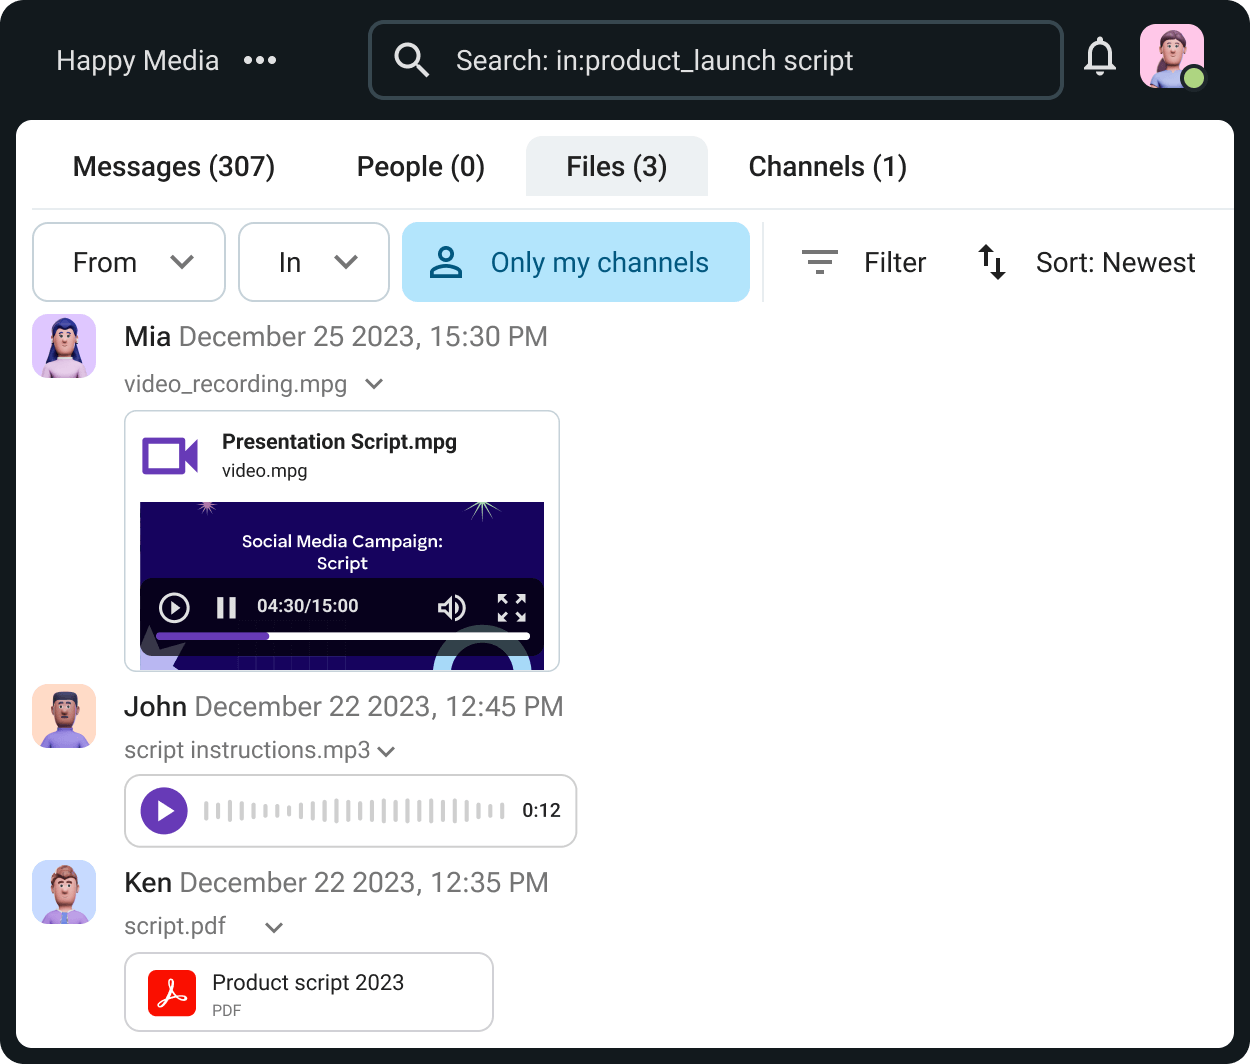 Happy Media
Search: in:product_launch script
Messages (307) People (0) Files (3) Channels (1)
From In Only my channels Filter Sort: Newest
Mia December 25 2023, 15:30 PM
video_recording.mpg
Presentation Script.mpg
video.mpg
Social Media Campaign:
Script
04:30/15:00
John December 22 2023, 12:45 PM
script instructions.mp3
0:12
Ken December 22 2023, 12:35 PM
script.pdf
Product script 2023
PDF